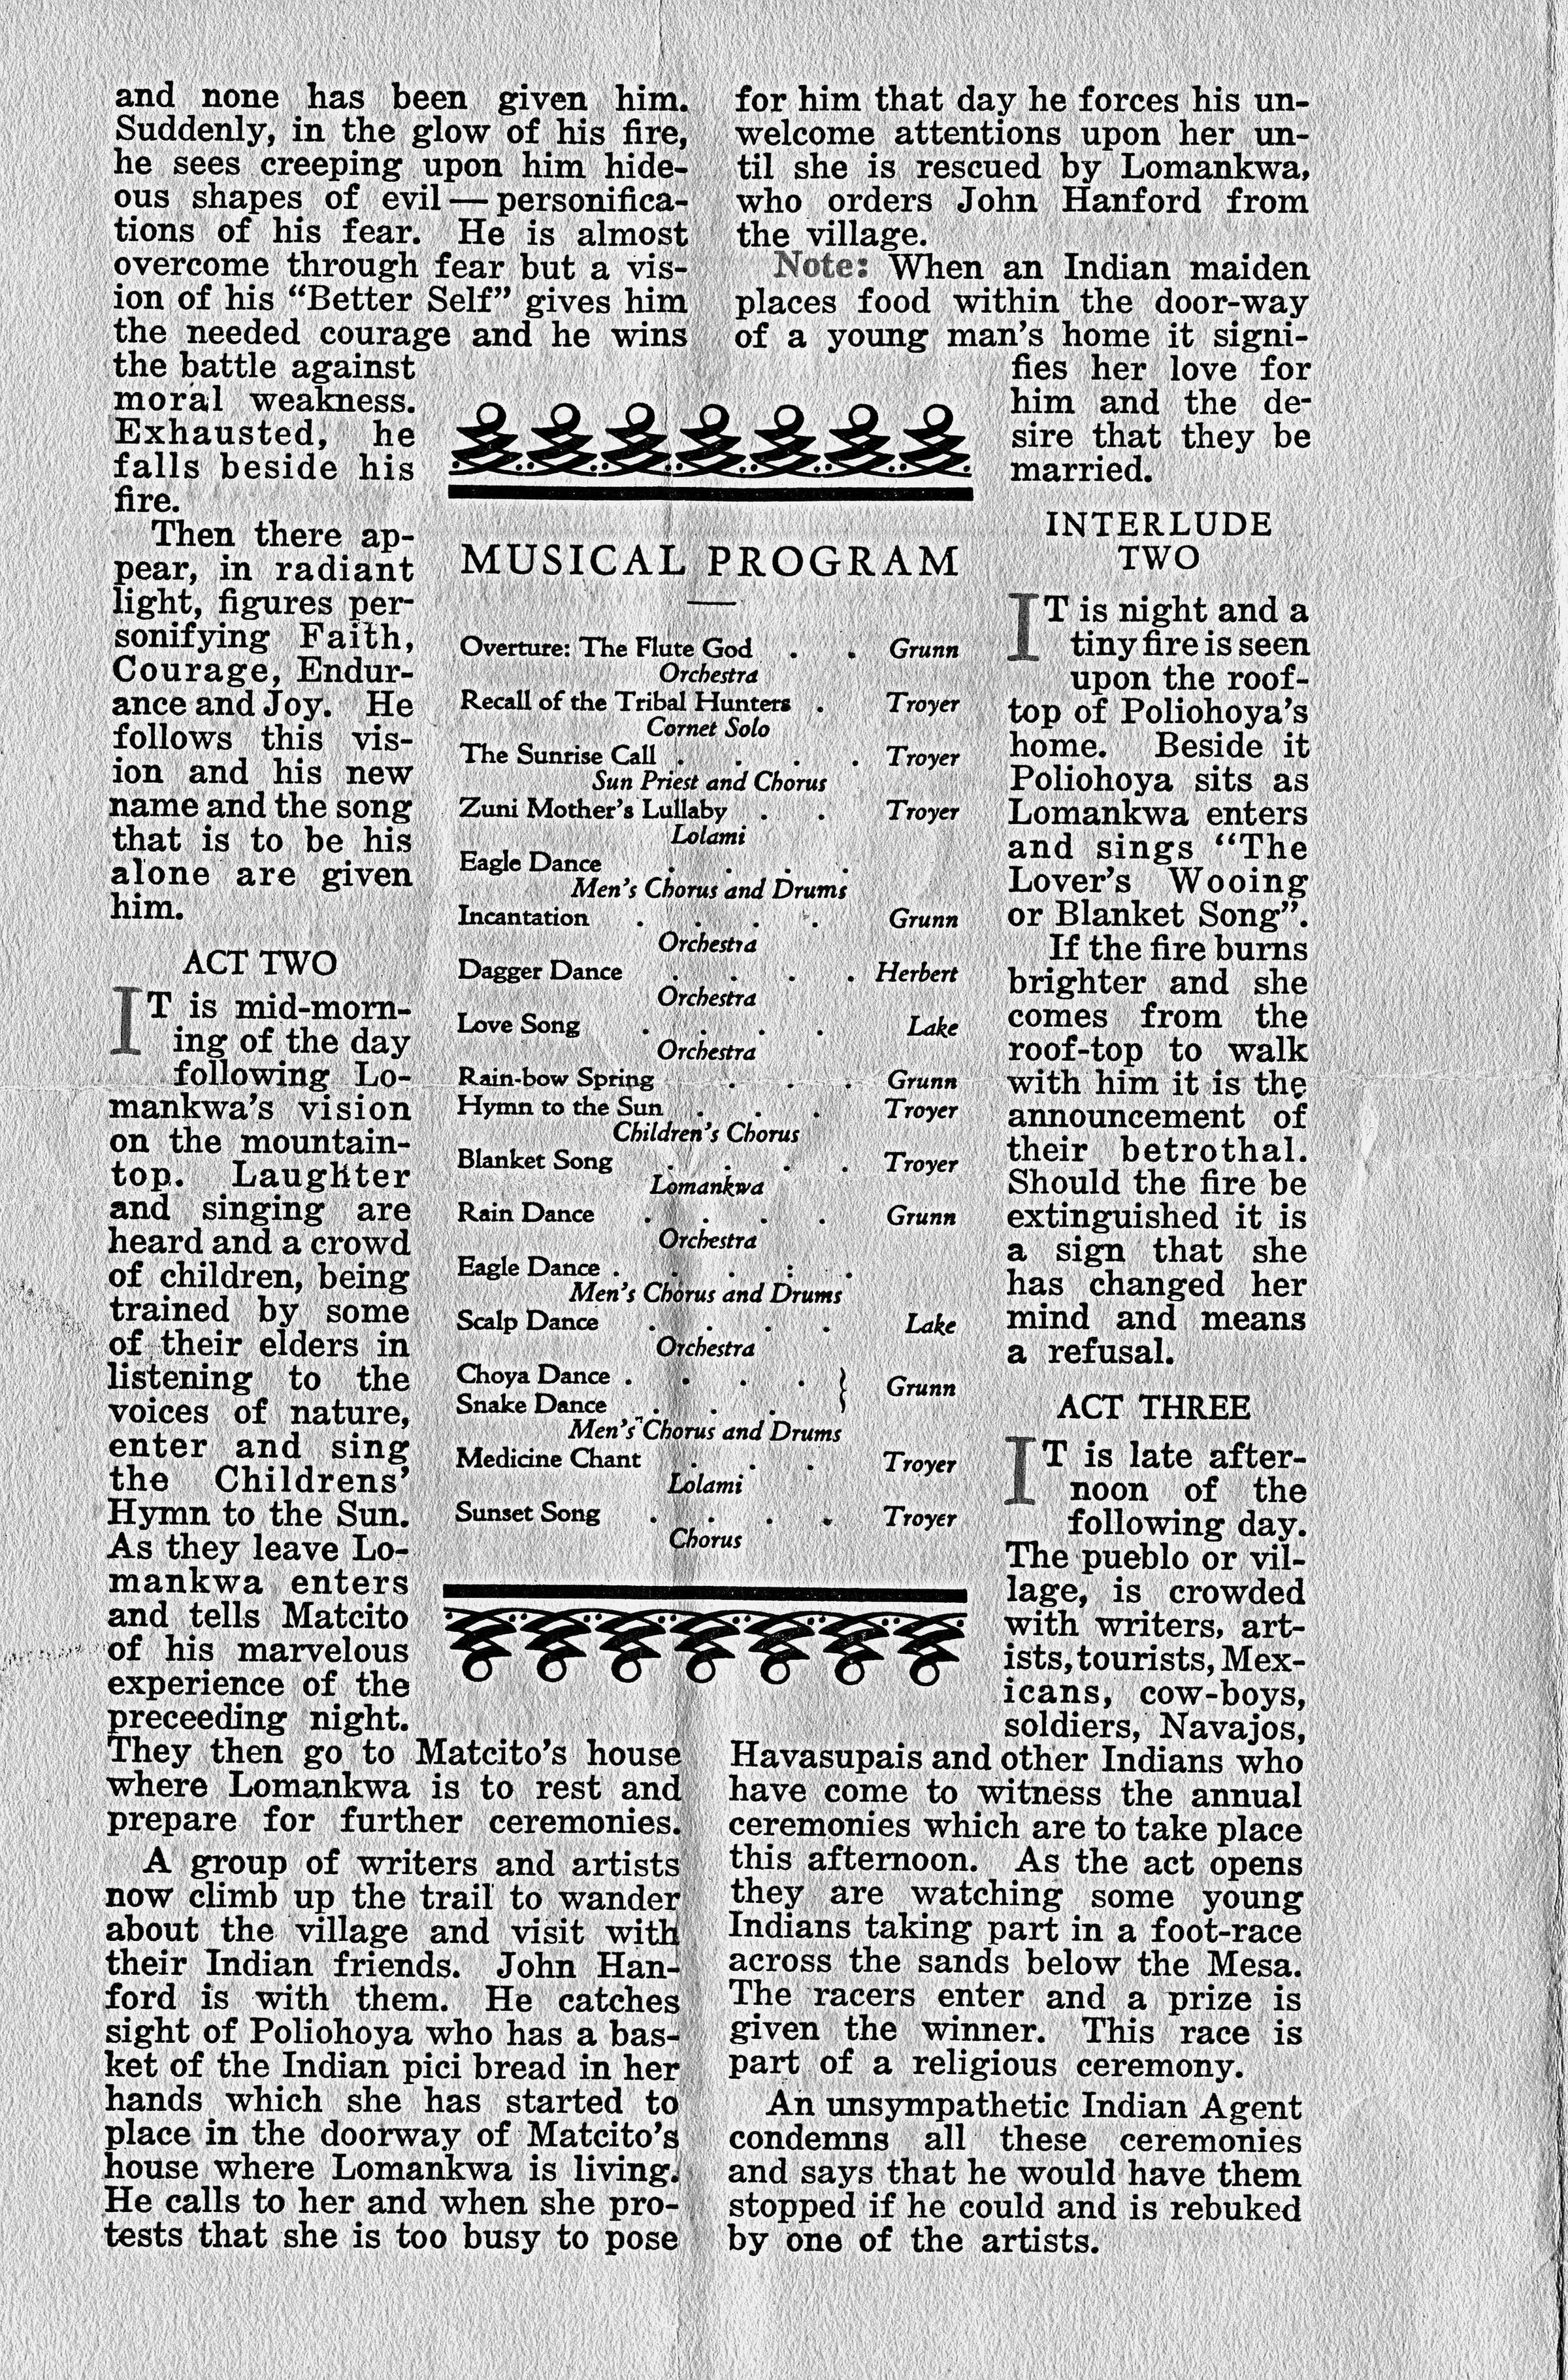 and none has been given him.
Suddenly, in the glow of his fire,
he sees creeping upon him hide-
ous shapes of evil — personifica-
tions of his fear. He is almost
overcome through fear but a vis-
ion of his “Better Self” gives him
the needed courage and he wins
the battle against
moral weakness.
Exhausted, he
falls beside his
fire.
Then there ap-
pear, in radiant
light, figures per-
sonifying Faith,
Courage, Endur-
ance and Joy. He
follows this vis-
ion and his new
name and the song
that is to be his
alone are given
him.
ACT TWO
IT is mid-morn-
ing of the day
following Lo-
mankwa’s vision
on the mountain-
top. Laughter
and singing are
heard and a crowd
of children, being
trained by some
of their elders in
listening to the
voices of nature,
enter and sing
the Childrens’
Hymn to the Sun.
As they leave Lo-
mankwa enters
and tells Matcito
of his marvelous
experience of the
preceeding night.
They then go to Matcito’s house
where Lomankwa is to rest and
prepare for further ceremonies.
A group of writers and artists
now climb up the trail to wander
about the village and visit with
their Indian friends. John Han-
ford is with them. He catches
sight of Poliohoya who has a bas-
ket of the Indian pici bread in her
hands which she has started to
place in the doorway of Matcito’s
house where Lomankwa is living.
He calls to her and when she pro-
tests that she is too busy to pose
MUSICAL PROGRAM
Overture: The Flute God . . Grunn
Orchestra
Recall of the Tribal Hunters . Troyer
Cornet Solo
The Sunrise Call . . . . Troyer
Sun Priest and Chorus
Zuni Mother’s Lullaby . . Troyer
Lolami
Eagle Dance . . . .
Men’s Chorus and Drums
Incantation . . . . Grunn
Orchestra
Dagger Dance . . . . Herbert
Orchestra
Love Song . . . . Lake
Orchestra
Rain-bow Spring . . . Grunn
Hymn to the Sun . . . Troyer
Children’s Chorus
Blanket Song . . . . Troyer
Lomankwa
Rain Dance . . . . Grunn
Orchestra
Eagle Dance . . . : .
Men’s Chorus and Drums
Scalp Dance . . . . Lake
Orchestra
Choya Dance . . . . } Grunn
Snake Dance . . .
Men’s Chorus and Drums
Medicine Chant . . . Troyer
Lolami
Sunset Song . . . . Troyer
Chorus
for him that day he forces his un-
welcome attentions upon her un-
til she is rescued by Lomankwa,
who orders John Hanford from
the village.
Note: When an Indian maiden
places food within the door-way
of a young man’s home it signi-
fies her love for
him and the de-
sire that they be
married.
INTERLUDE
TWO
IT is night and a
tiny fire is seen
upon the roof-
top of Poliohoya’s
home. Beside it
Poliohoya sits as
Lomankwa enters
and sings “The
Lover’s Wooing
or Blanket Song”.
If the fire burns
brighter and she
comes from the
roof-top to walk
with him it is the
announcement of
their betrothal.
Should the fire be
extinguished it is
a sign that she
has changed her
mind and means
a refusal.
ACT THREE
IT is late after-
noon of the
following day.
The pueblo or vil-
lage, is crowded
with writers, art-
ists, tourists, Mex-
icans, cow-boys,
soldiers, Navajos,
Havasupais and other Indians who
have come to witness the annual
ceremonies which are to take place
this afternoon. As the act opens
they are watching some young
Indians taking part in a foot-race
across the sands below the Mesa.
The racers enter and a prize is
given the winner. This race is
part of a religious ceremony.
An unsympathetic Indian Agent
condemns all these ceremonies
and says that he would have them
stopped if he could and is rebuked
by one of the artists.